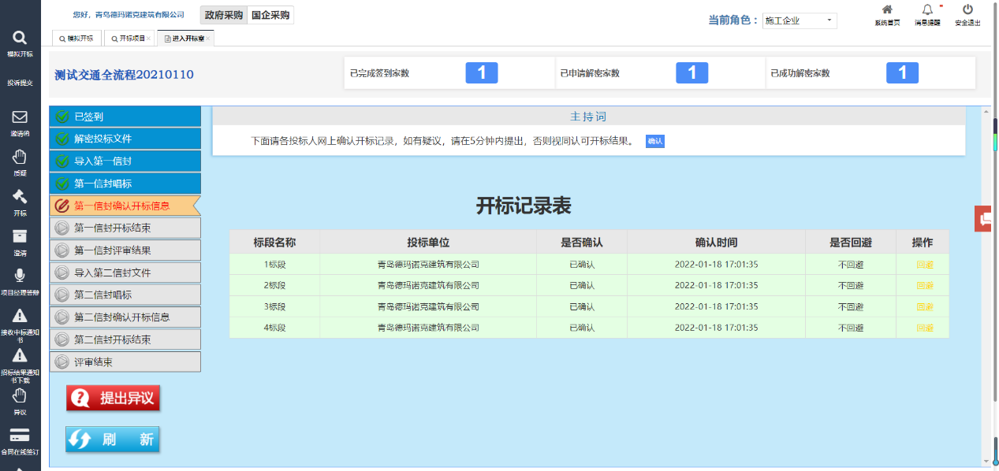 您好，青岛德玛诺克建筑有限公司
政府采购 国企采购
当前角色： 施工企业
系统首页 消息提醒 安全退出
模拟开标 开标项目× 进入开标室×
模拟开标
投诉提交
邀请函
质疑
开标
澄清
项目经理答辩
接收中标通知
书
招标结果通知
书下载
异议
合同在线签订
测试交通全流程20210110
已完成签到家数 1 已申请解密家数 1 已成功解密家数 1
已签到
解密投标文件
导入第一信封
第一信封唱标
第一信封确认开标信息
第一信封开标结束
第一信封评审结果
导入第二信封文件
第二信封唱标
第二信封确认开标信息
第二信封开标结束
评审结束
提出异议
刷 新
主持词
下面请各投标人网上确认开标记录，如有疑议，请在5分钟内提出，否则视同认可开标结果。 确认
开标记录表
标段名称 投标单位 是否确认 确认时间 是否回避 操作
1标段 青岛德玛诺克建筑有限公司 已确认 2022-01-18 17:01:35 不回避 回避
2标段 青岛德玛诺克建筑有限公司 已确认 2022-01-18 17:01:35 不回避 回避
3标段 青岛德玛诺克建筑有限公司 已确认 2022-01-18 17:01:35 不回避 回避
4标段 青岛德玛诺克建筑有限公司 已确认 2022-01-18 17:01:35 不回避 回避